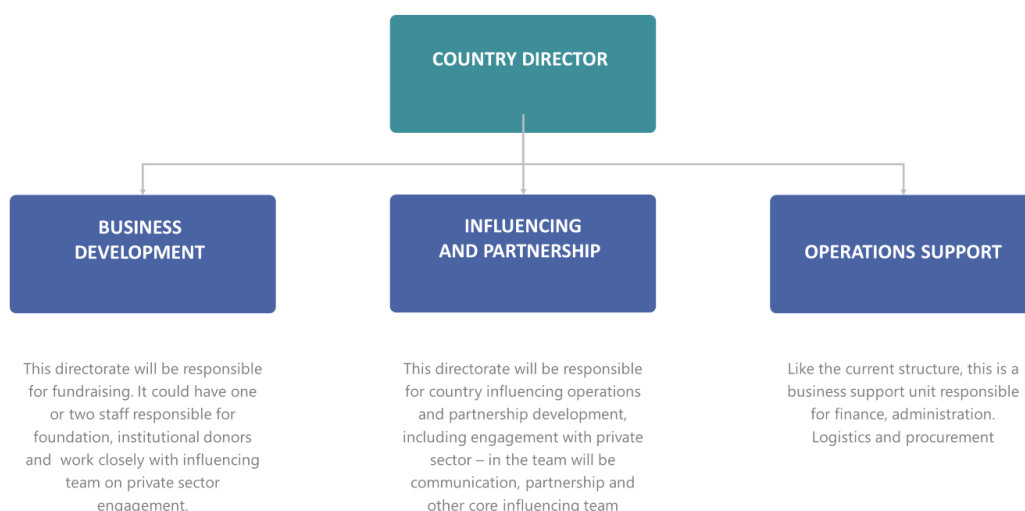 COUNTRY DIRECTOR
BUSINESS
DEVELOPMENT
INFLUENCING
AND PARTNERSHIP
OPERATIONS SUPPORT
This directorate will be responsible
for fundraising. It could have one
or two staff responsible for
foundation, institutional donors
and  work closely with influencing
team on private sector
engagement.
This directorate will be responsible
for country influencing operations
and partnership development,
including engagement with private
sector – in the team will be
communication, partnership and
other core influencing team
Like the current structure, this is a
business support unit responsible
for finance, administration.
Logistics and procurement